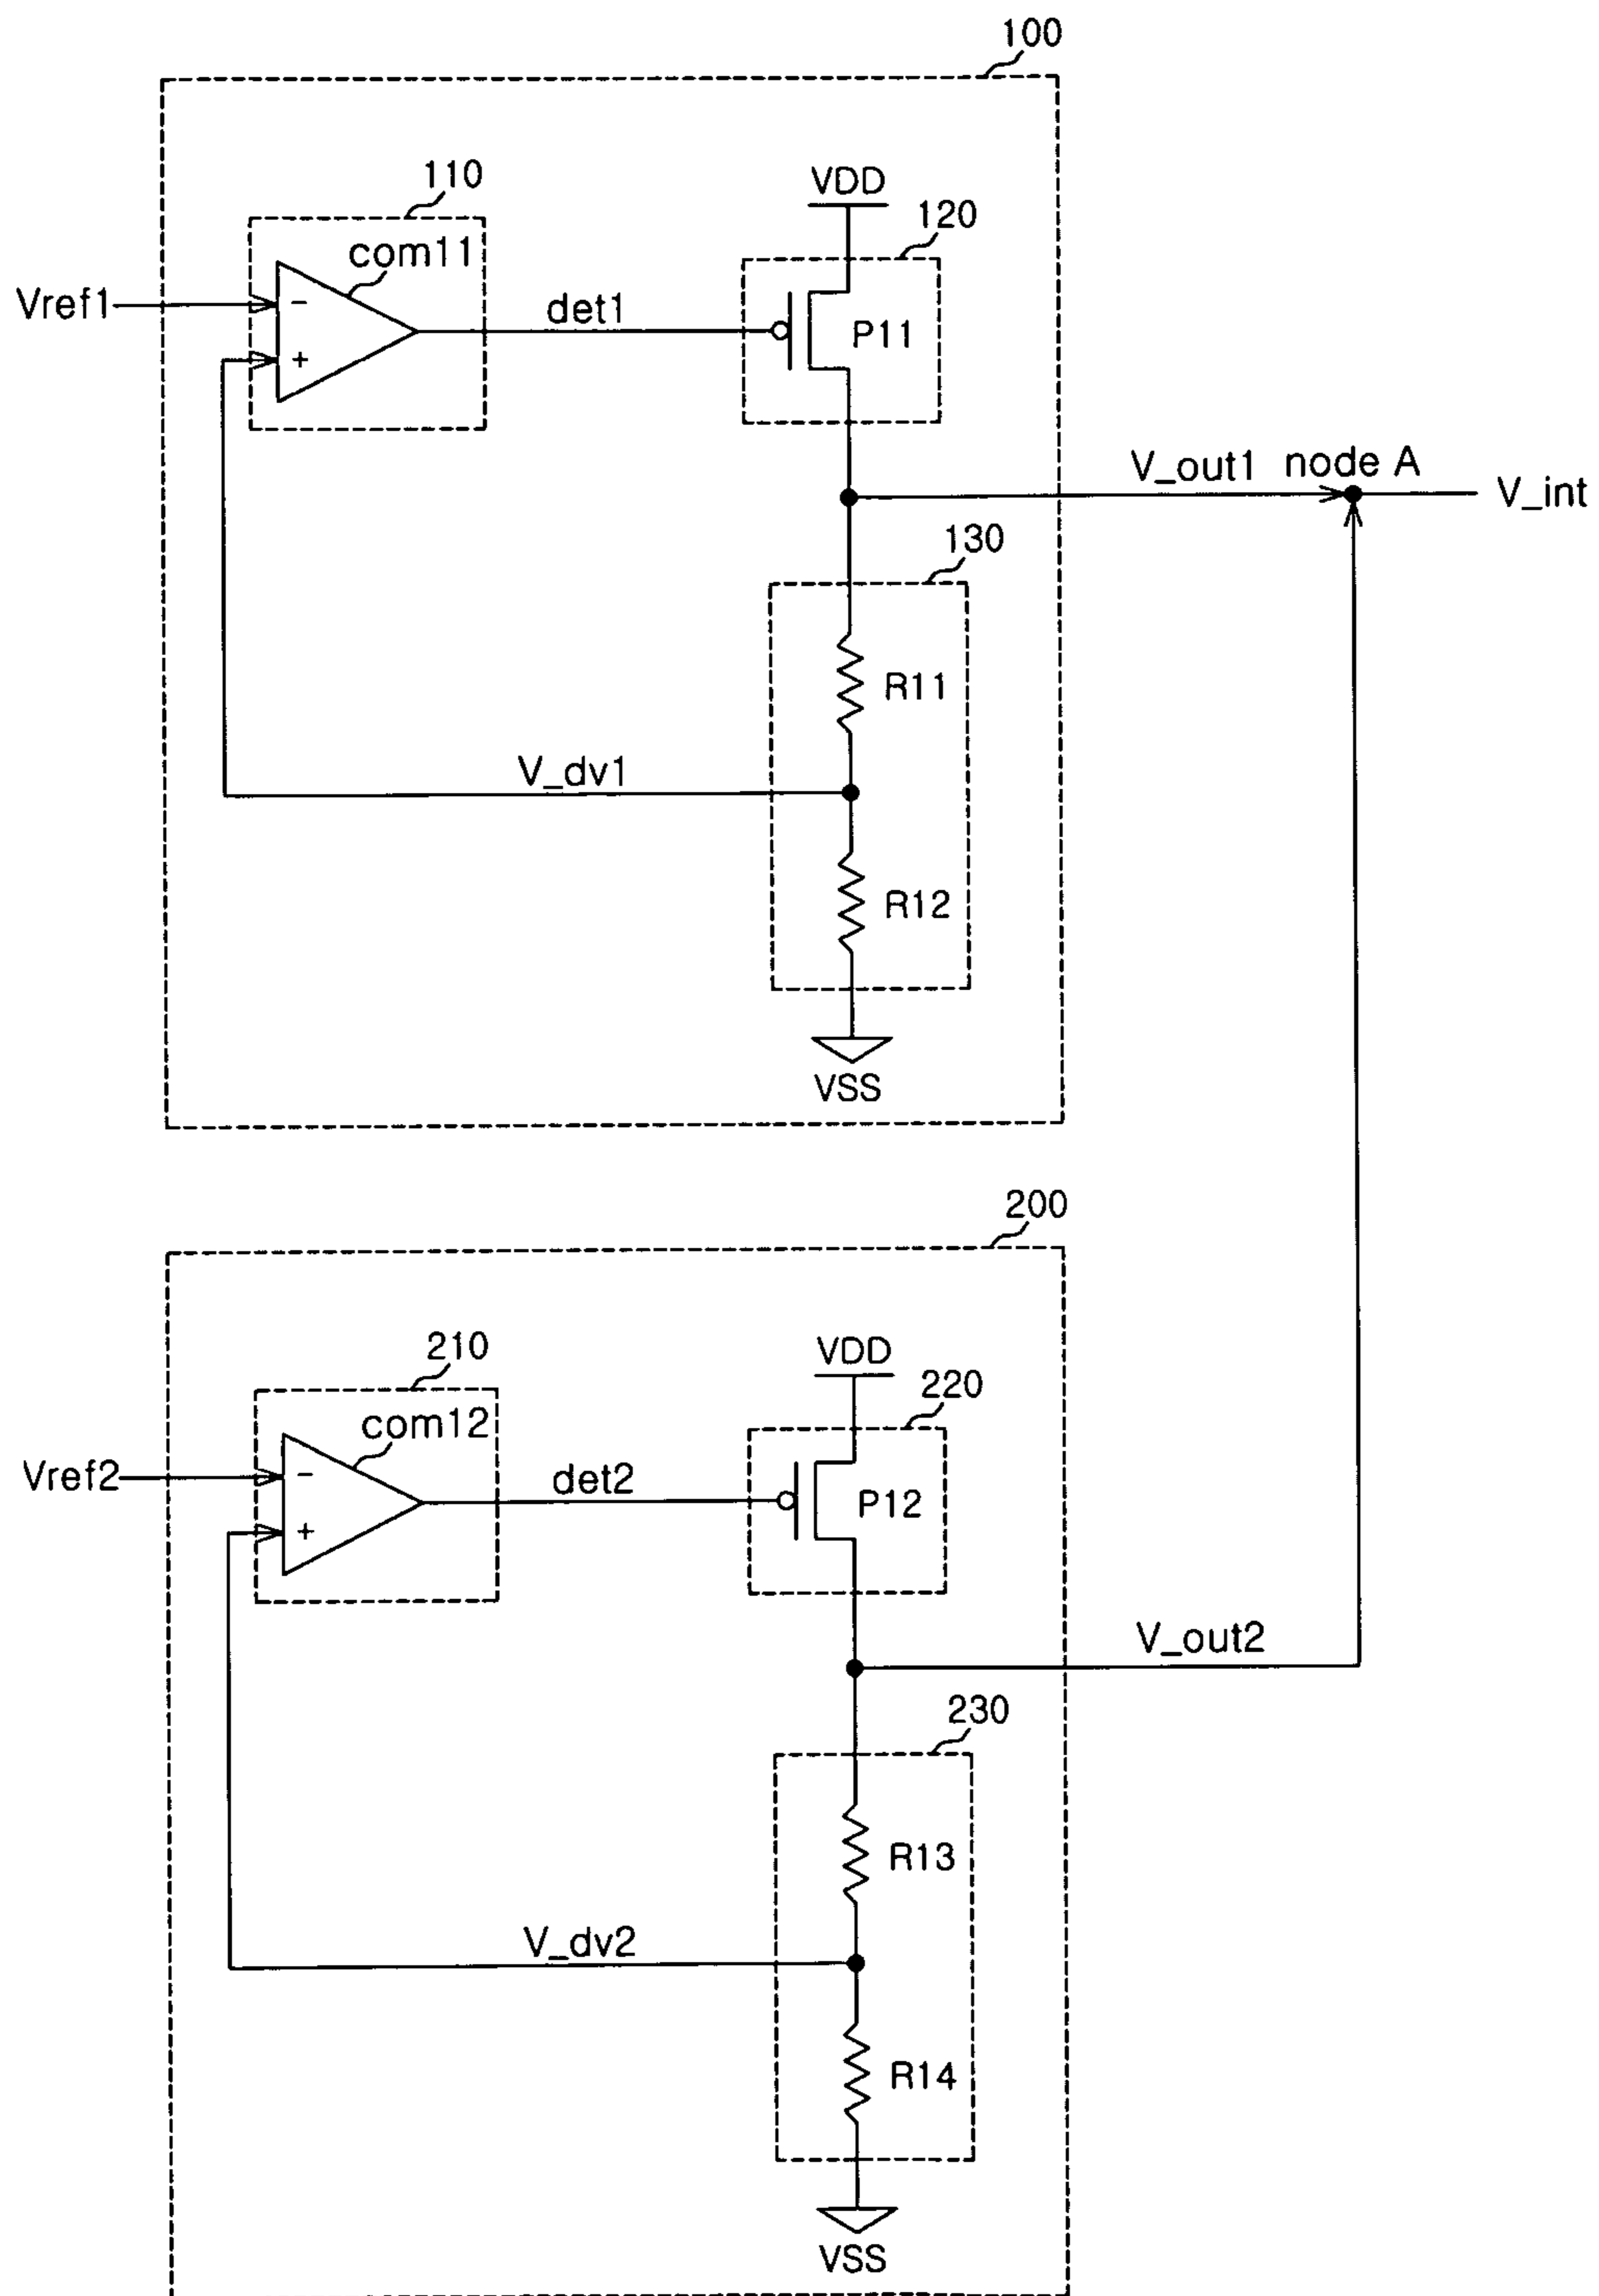 100
110
VDD
120
com11
Vref1
-
det1
P11
+
V_out1 node A
V_int
130
R11
V_dv1
R12
VSS
200
210
VDD
220
com12
Vref2
-
det2
P12
+
V_out2
230
R13
V_dv2
R14
VSS